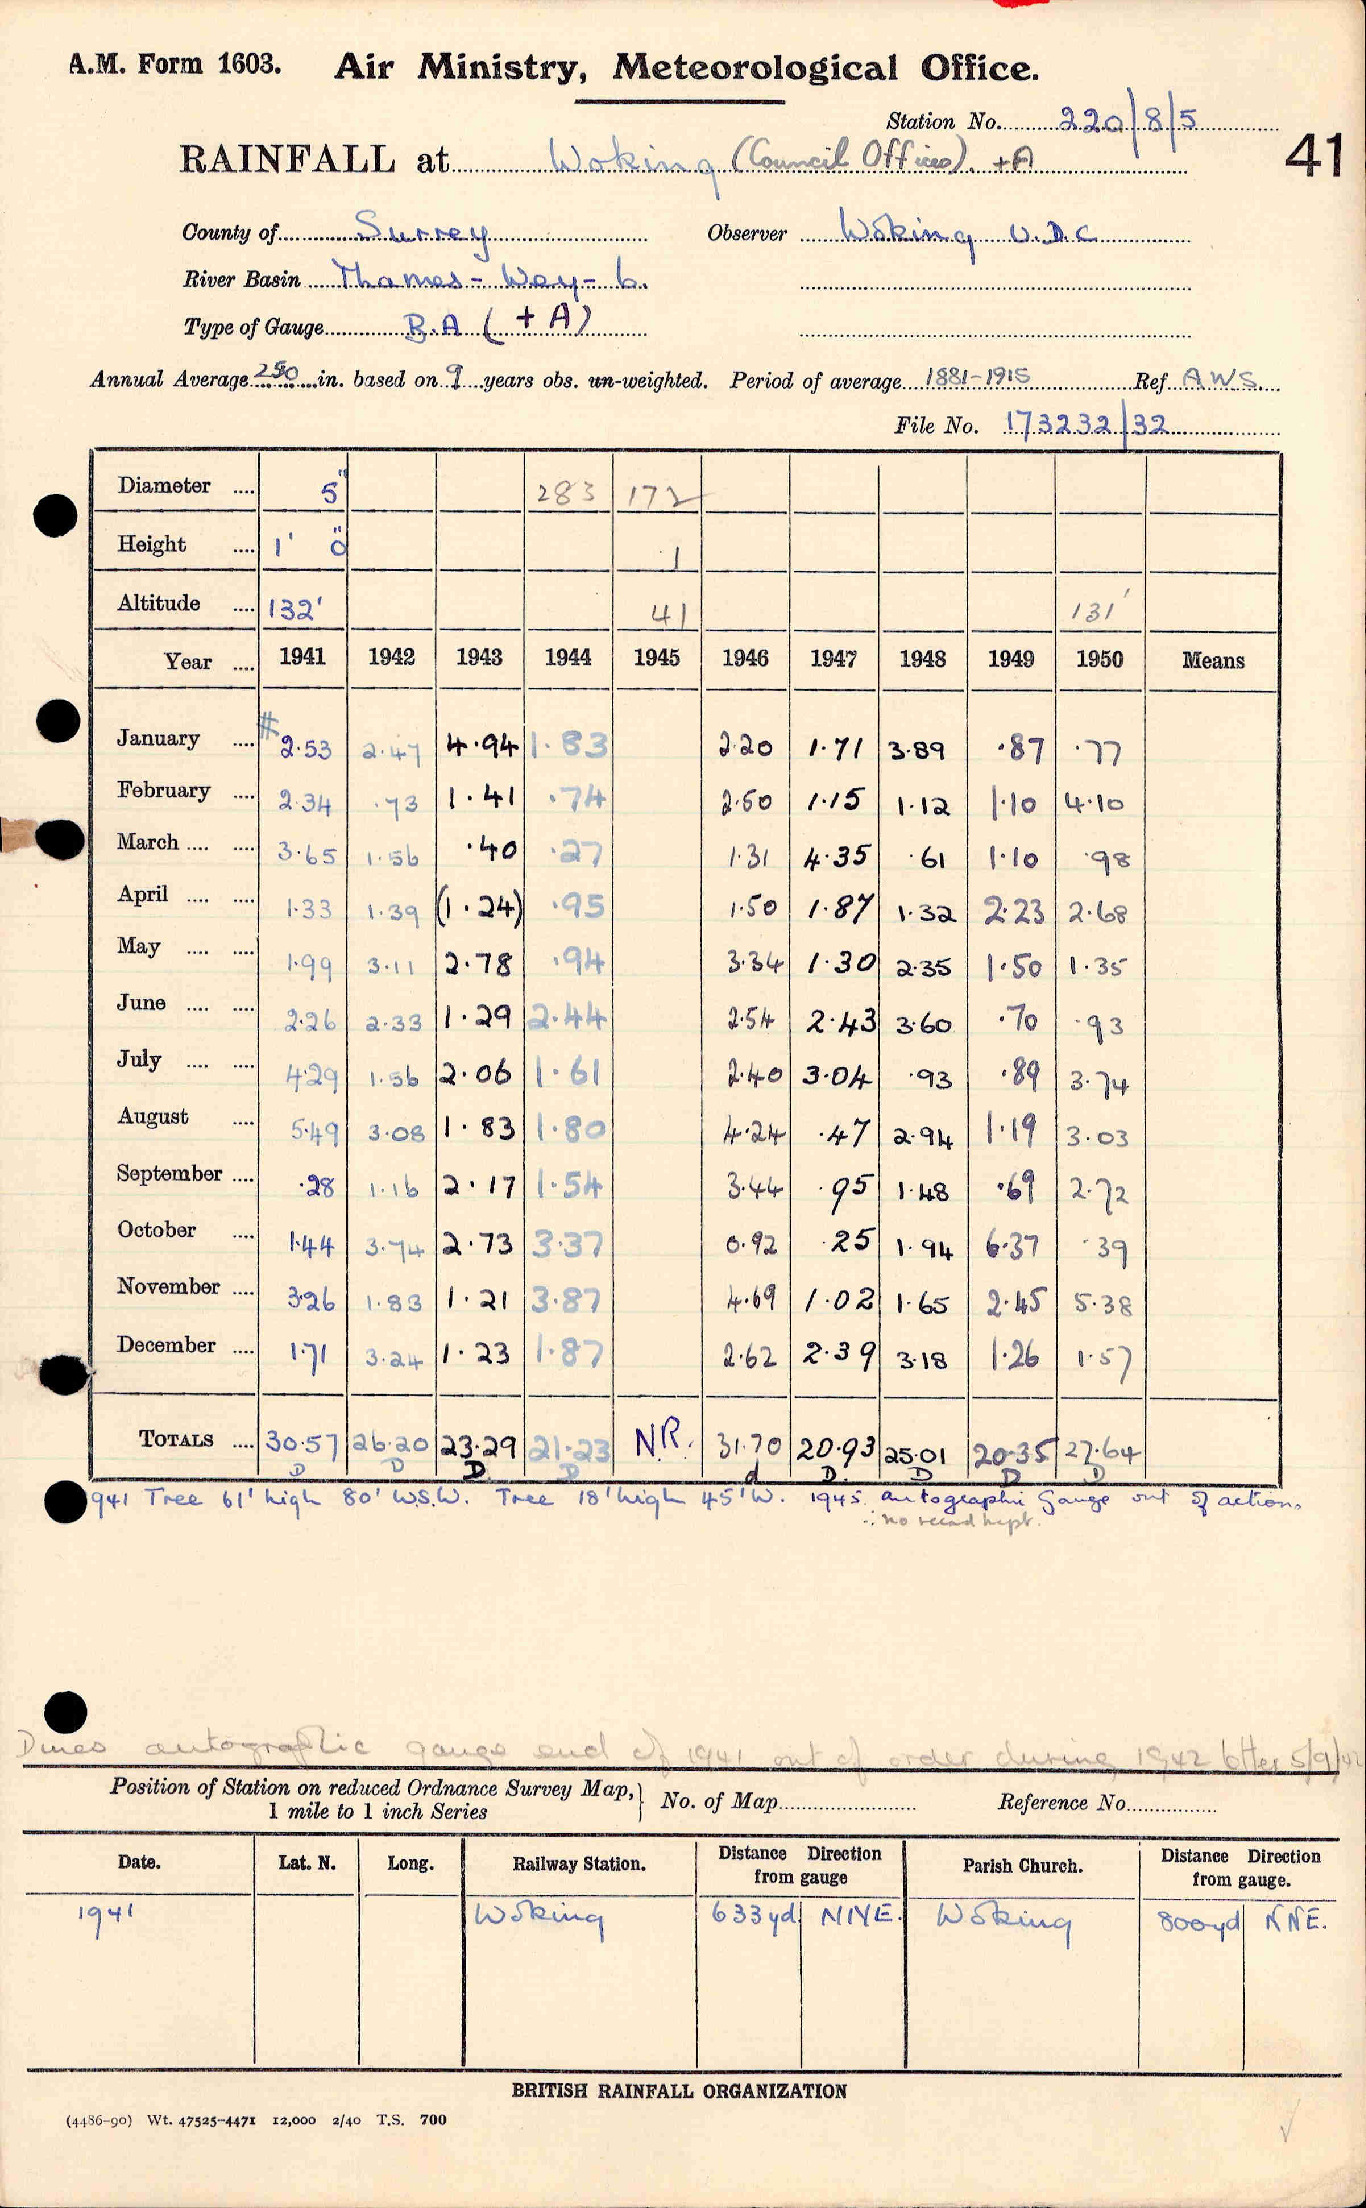 A.M. Form 1603. Air Ministry, Meteorological Office.
Station No. 220/8/5
RAINFALL at Woking (Council Offices). +A
41
County of Surrey Observer Woking U.D.C
River Basin Thames - Wey - b.
Type of Gauge B.A (+A)
Annual Average 250 in. based on 9 years obs. un-weighted. Period of average 1881-1915 Ref A.W.S.
File No. 173232/32
Diameter .... 5" 283 172
Height .... 1' 0" 1
Altitude .... 132' 41 131'
Year .... 1941 1942 1943 1944 1945 1946 1947 1948 1949 1950 Means
January .... # 2.53 2.47 4.94 1.83 2.20 1.71 3.89 .87 .77
February .... 2.34 .73 1.41 .74 2.50 1.15 1.12 1.10 4.10
March .... .... 3.65 1.56 .40 .27 1.31 4.35 .61 1.10 .98
April .... .... 1.33 1.39 (1.24) .95 1.50 1.87 1.32 2.23 2.68
May .... .... 1.99 3.11 2.78 .94 3.34 1.30 2.35 1.50 1.35
June .... .... 2.26 2.33 1.29 2.44 2.54 2.43 3.60 .70 .93
July .... .... 4.29 1.56 2.06 1.61 2.40 3.04 .93 .89 3.74
August .... 5.49 3.08 1.83 1.80 4.24 .47 2.94 1.19 3.03
September .... .28 1.16 2.17 1.54 3.44 .95 1.48 .69 2.72
October .... 1.44 3.74 2.73 3.37 0.92 .25 1.94 6.37 .39
November .... 3.26 1.83 1.21 3.87 4.69 1.02 1.65 2.45 5.38
December .... 1.71 3.24 1.23 1.87 2.62 2.39 3.18 1.26 1.57
TOTALS .... 30.57 26.20 23.29 21.23 N.R. 31.70 20.93 25.01 20.35 27.64
D D D D d D. D D D
941 Tree 61' high 80' W.S.W. Tree 18' high 45' W. 1945. autographic Gauge out of action.
∴ no record kept.
Dines autographic gauge end of 1941 out of order during 1942 letter 5/9/42
Position of Station on reduced Ordnance Survey Map,} No. of Map Reference No.
1 mile to 1 inch Series
Date. Lat. N. Long. Railway Station. Distance Direction from gauge Parish Church. Distance Direction from gauge.
1941 Woking 633yd NNE. Woking 800yd NNE.
BRITISH RAINFALL ORGANIZATION
(4486-90) Wt. 47525-4471 12,000 2/40 T.S. 700